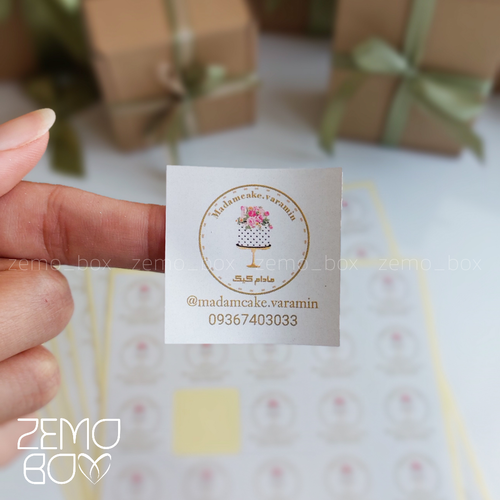 Madamcake.varamin
مادام کیک
@madamcake.varamin
09367403033
zemo_box zemo_box zemo_box zemo_box
ZEMO
BOX